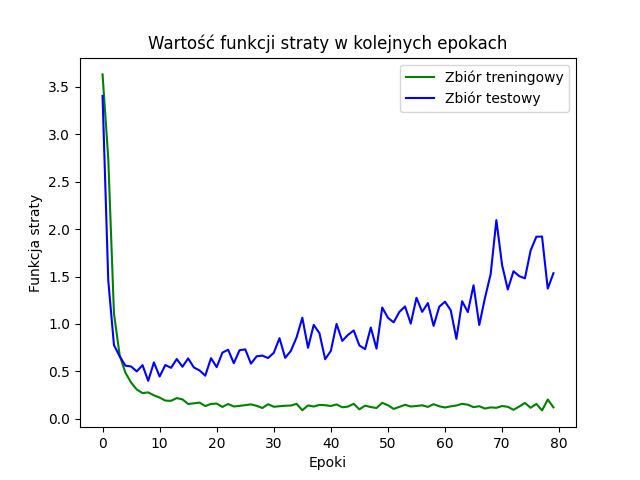 Wartość funkcji straty w kolejnych epokach
Zbiór treningowy
Zbiór testowy
Funkcja straty
3.5
3.0
2.5
2.0
1.5
1.0
0.5
0.0
0 10 20 30 40 50 60 70 80
Epoki